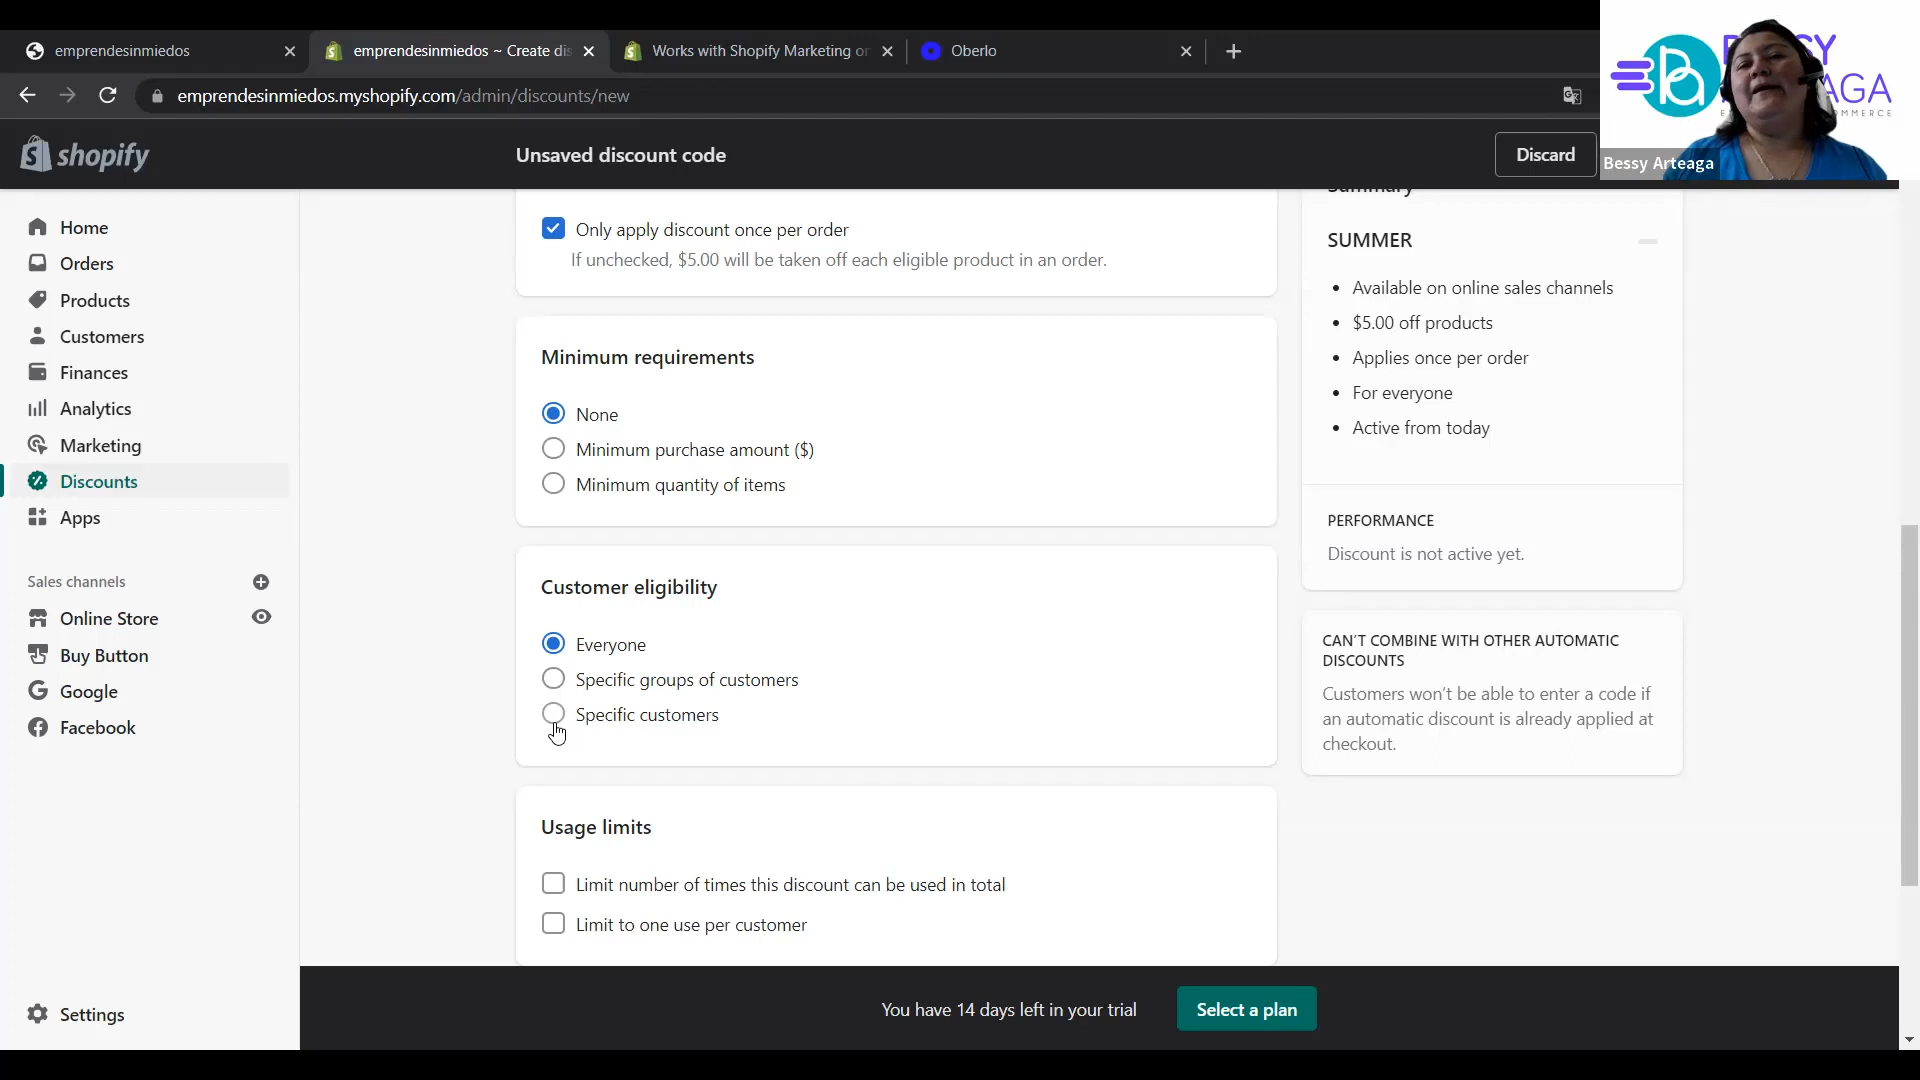 emprendesinmiedos
emprendesinmiedos ~ Create dis
Works with Shopify Marketing or
Oberlo
emprendesinmiedos.myshopify.com/admin/discounts/new
shopify
Unsaved discount code
Discard
AGA
MMERCE
Bessy Arteaga
Home
Orders
Products
Customers
Finances
Analytics
Marketing
Discounts
Apps
Sales channels
Online Store
Buy Button
Google
Facebook
Settings
Only apply discount once per order
If unchecked, $5.00 will be taken off each eligible product in an order.
Minimum requirements
None
Minimum purchase amount ($)
Minimum quantity of items
Customer eligibility
Everyone
Specific groups of customers
Specific customers
Usage limits
Limit number of times this discount can be used in total
Limit to one use per customer
Summary
SUMMER
• Available on online sales channels
• $5.00 off products
• Applies once per order
• For everyone
• Active from today
PERFORMANCE
Discount is not active yet.
CAN'T COMBINE WITH OTHER AUTOMATIC
DISCOUNTS
Customers won't be able to enter a code if
an automatic discount is already applied at
checkout.
You have 14 days left in your trial
Select a plan